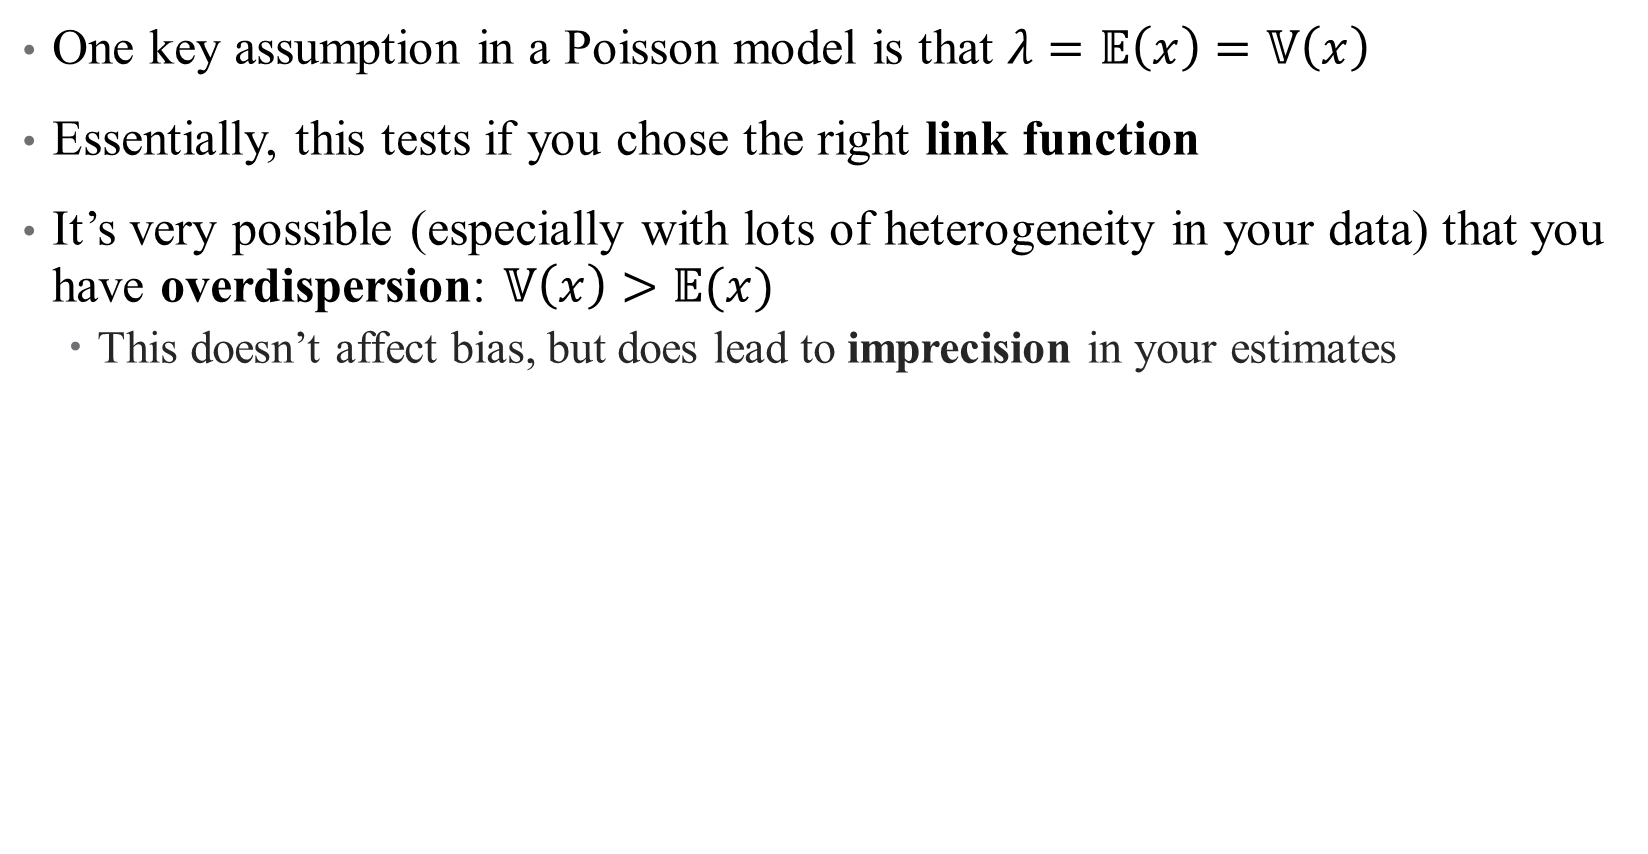 • One key assumption in a Poisson model is that 𝜆 = 𝔼(𝑥) = 𝕍(𝑥)
• Essentially, this tests if you chose the right link function
• It’s very possible (especially with lots of heterogeneity in your data) that you
have overdispersion: 𝕍(𝑥) > 𝔼(𝑥)
• This doesn’t affect bias, but does lead to imprecision in your estimates